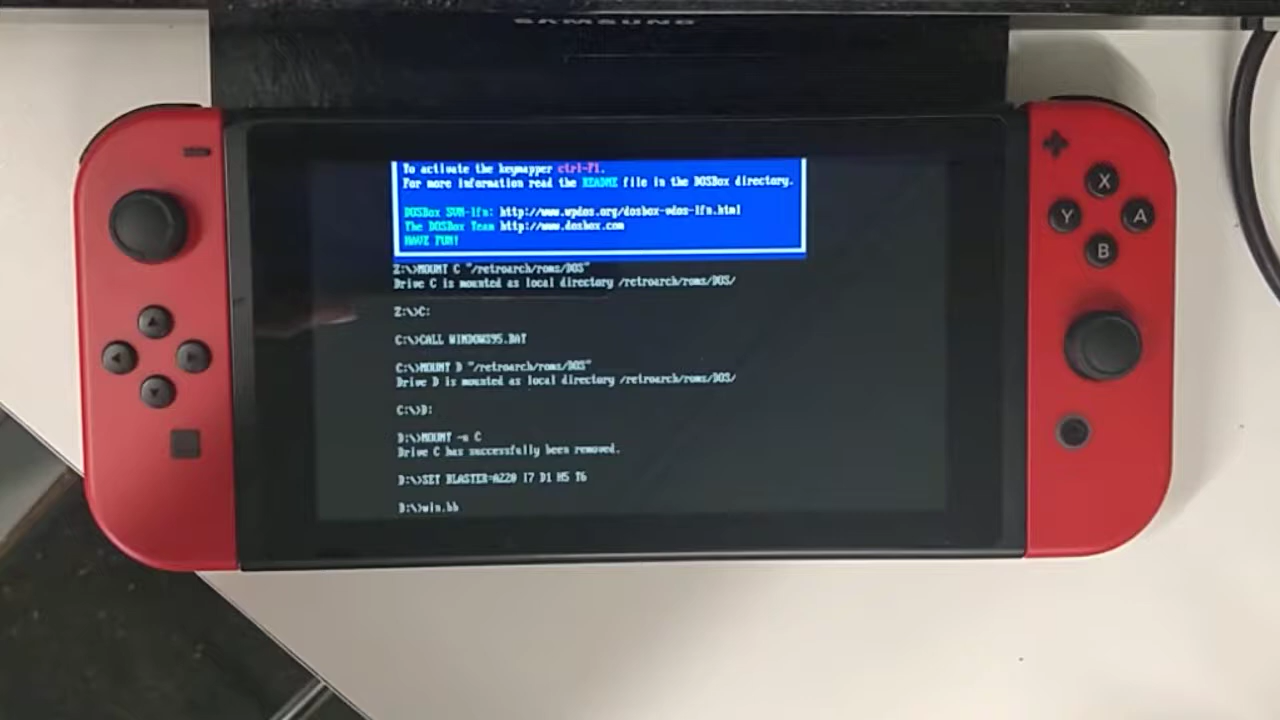 SAMSUNG
To activate the keymapper ctrl-F1.
For more information read the README file in the DOSBox directory.
DOSBox SVN-lfn: http://www.wpdos.org/dosbox-vdos-lfn.html
The DOSBox Team http://www.dosbox.com
HAVE FUN!
Z:\>MOUNT C "/retroarch/roms/DOS"
Drive C is mounted as local directory /retroarch/roms/DOS/
Z:\>C:
C:\>CALL WINDOWS95.BAT
C:\>MOUNT D "/retroarch/roms/DOS"
Drive D is mounted as local directory /retroarch/roms/DOS/
C:\>D:
D:\>MOUNT -u C
Drive C has successfully been removed.
D:\>SET BLASTER=A220 I7 D1 H5 T6
D:\>win.bb
X
Y
A
B